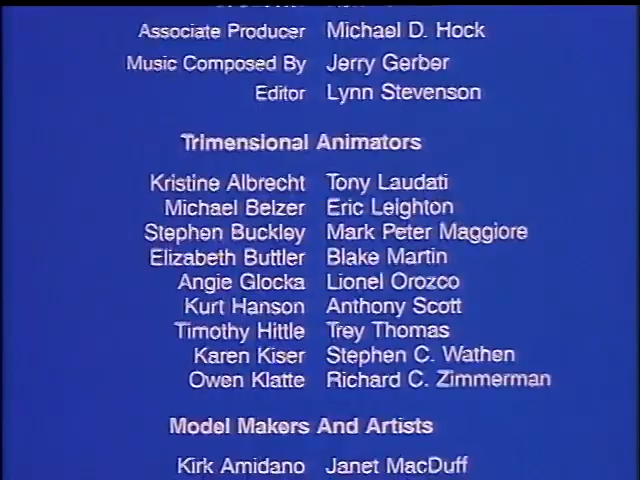 Associate Producer Michael D. Hock
Music Composed By Jerry Gerber
Editor Lynn Stevenson
Trimensional Animators
Kristine Albrecht Tony Laudati
Michael Belzer Eric Leighton
Stephen Buckley Mark Peter Maggiore
Elizabeth Buttler Blake Martin
Angie Glocka Lionel Orozco
Kurt Hanson Anthony Scott
Timothy Hittle Trey Thomas
Karen Kiser Stephen C. Wathen
Owen Klatte Richard C. Zimmerman
Model Makers And Artists
Kirk Amidano Janet MacDuff